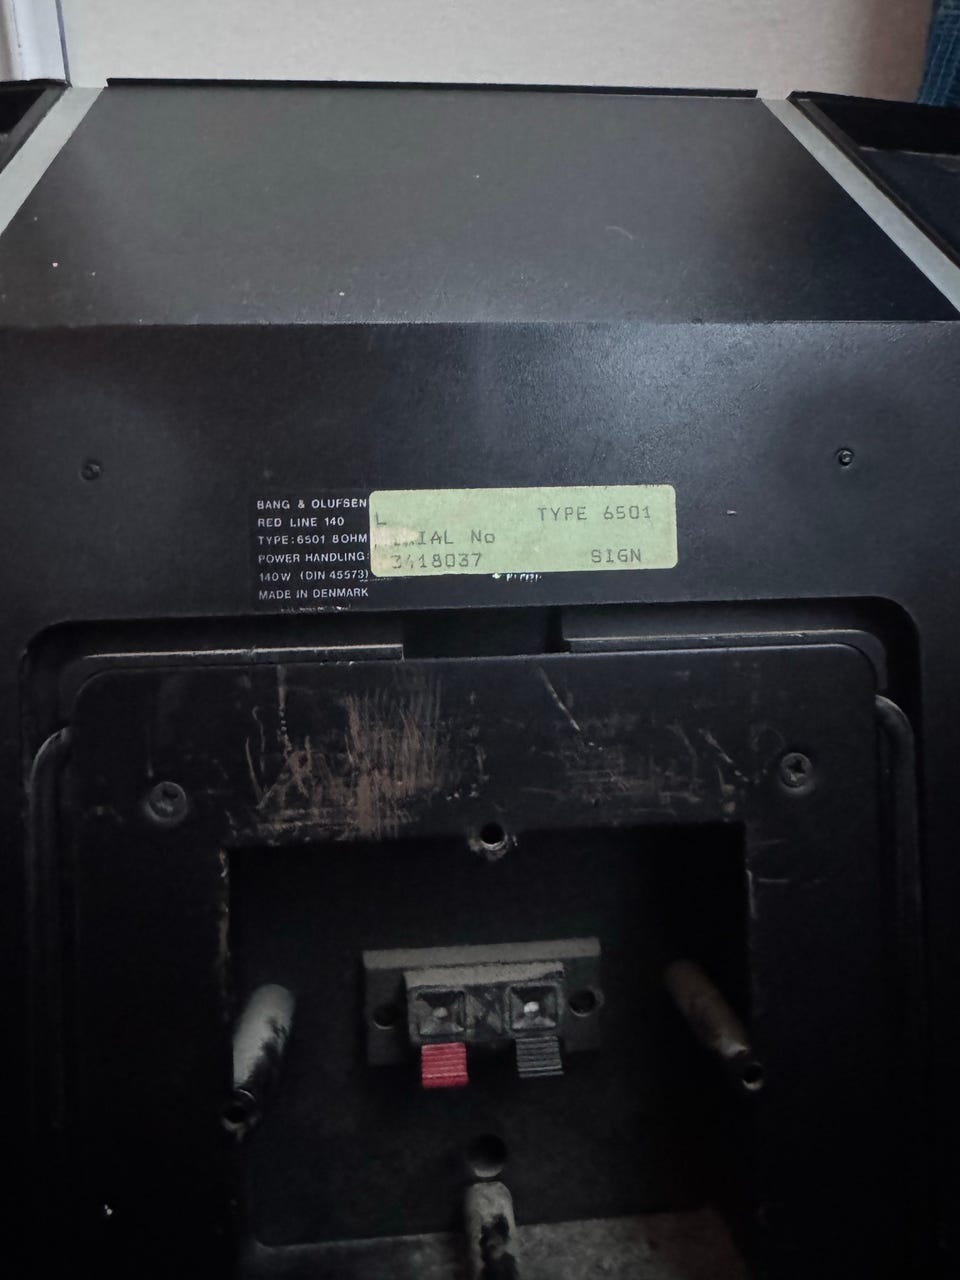 BANG & OLUFSEN
RED LINE 140
TYPE:6501 8OHM
POWER HANDLING:
140W (DIN 45573)
MADE IN DENMARK
L
TYPE 6501
No
3418037
SIGN